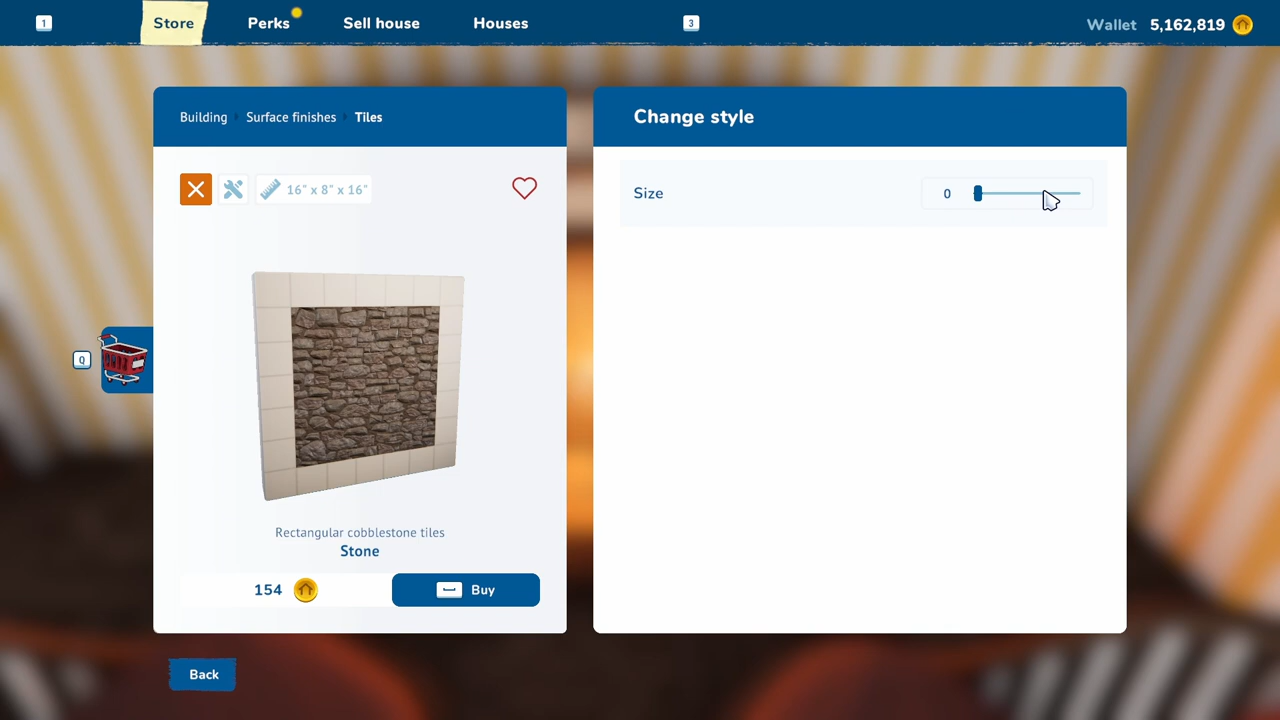 1 Store Perks Sell house Houses 3 Wallet 5,162,819
Building Surface finishes Tiles
16" x 8" x 16"
Q
Rectangular cobblestone tiles
Stone
154 Buy
Back
Change style
Size 0